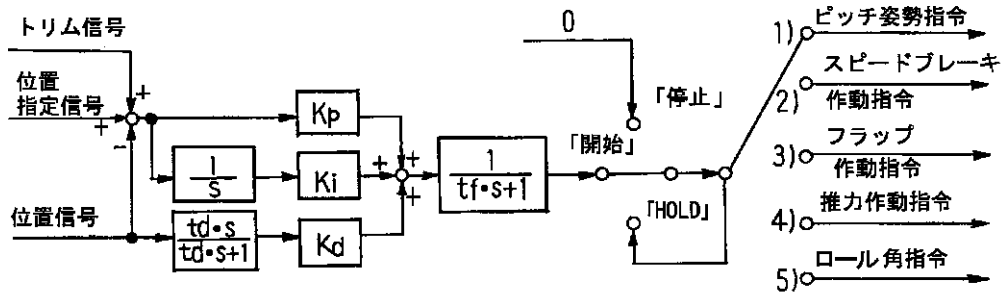 トリム信号
位置
指定信号
位置信号
+
+
-
Kp
1
s
Ki
td•s
td•s+1
Kd
+
+
+
1
tf•s+1
0
「停止」
「開始」
「HOLD」
1) ピッチ姿勢指令
2) スピードブレーキ
作動指令
3) フラップ
作動指令
4) 推力作動指令
5) ロール角指令